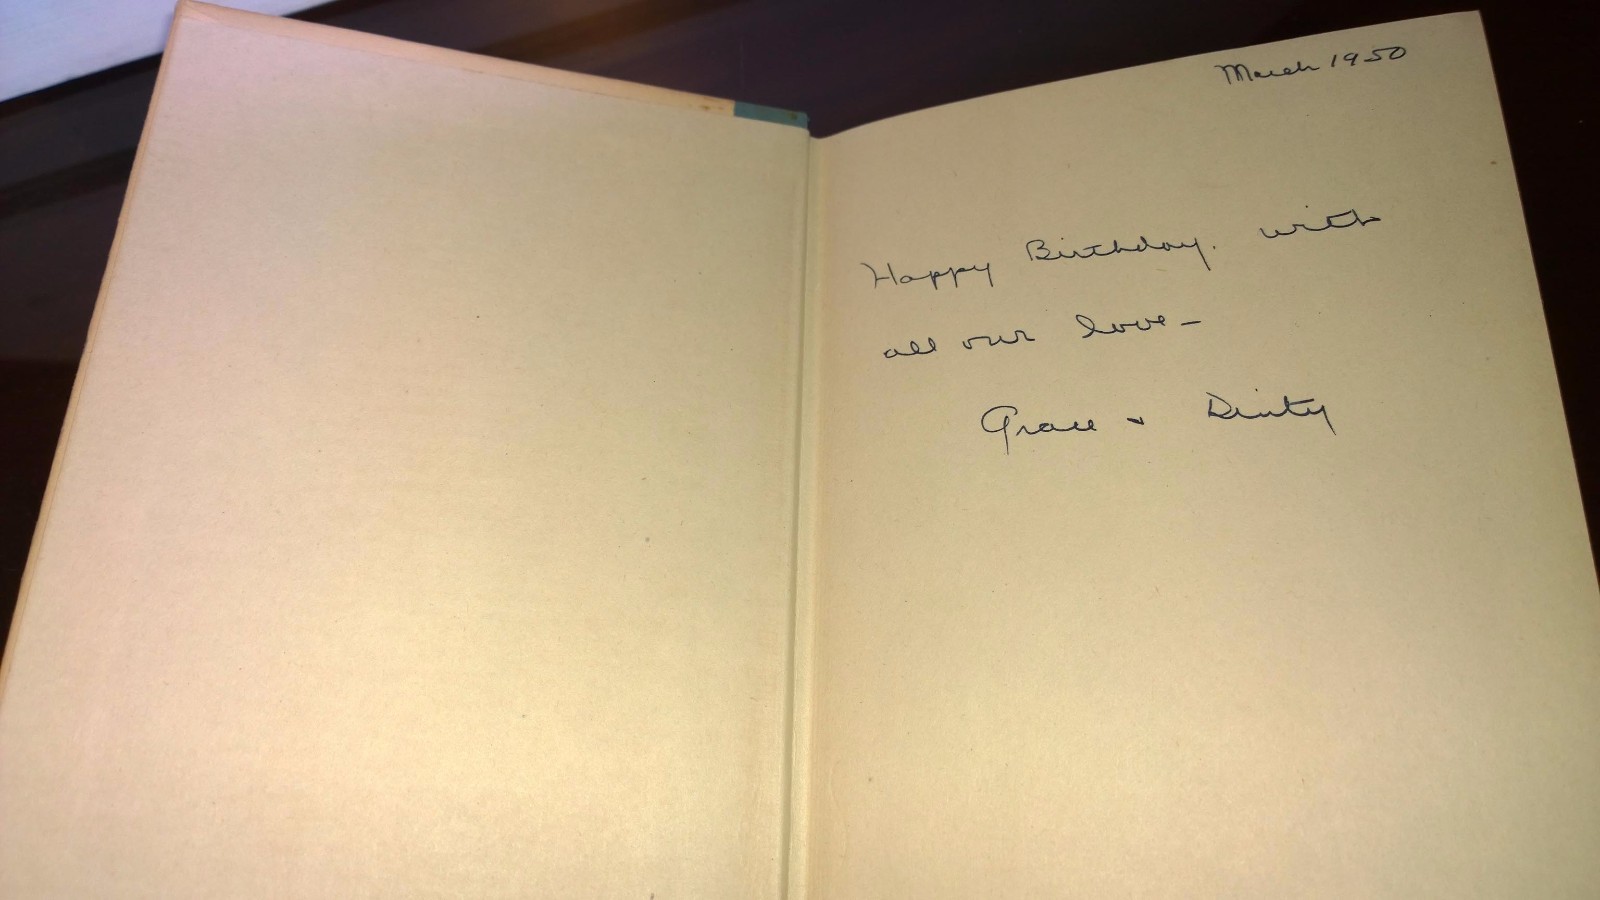 March 1950
Happy Birthday. with
all our love-
Grace & Dinty